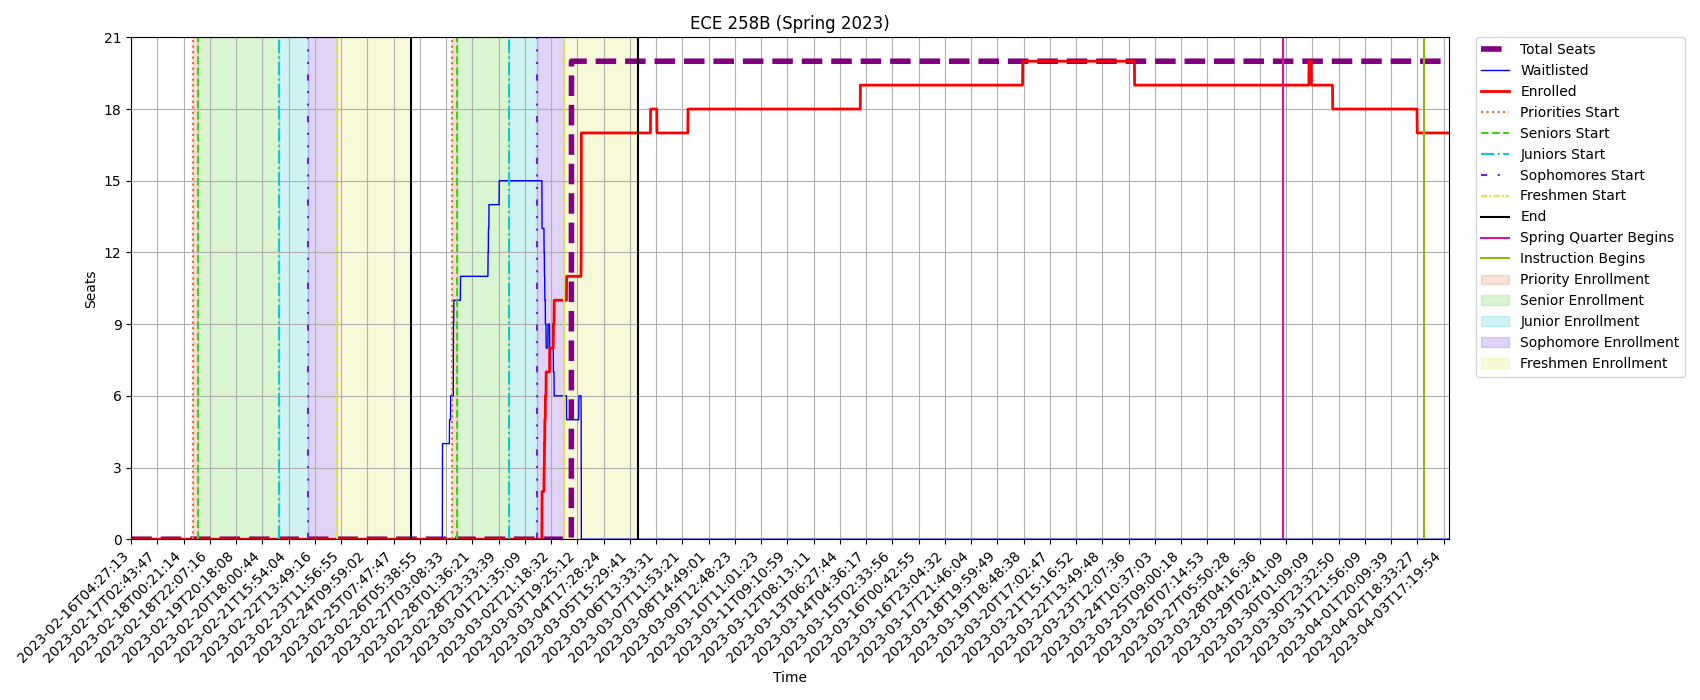 ECE 258B (Spring 2023)
21
18
15
12
9
6
3
0
Seats
2023-02-16T04:27:13
2023-02-17T02:43:47
2023-02-18T00:21:14
2023-02-18T22:07:16
2023-02-19T20:18:08
2023-02-20T18:00:44
2023-02-21T15:54:04
2023-02-22T13:49:16
2023-02-23T11:56:55
2023-02-24T09:59:02
2023-02-25T07:47:47
2023-02-26T05:38:55
2023-02-27T03:08:33
2023-02-28T01:36:21
2023-02-28T23:33:39
2023-03-01T21:35:09
2023-03-02T21:18:32
2023-03-03T19:25:12
2023-03-04T17:28:24
2023-03-05T15:29:41
2023-03-06T13:33:31
2023-03-07T11:53:21
2023-03-08T14:49:01
2023-03-09T12:48:23
2023-03-10T11:01:23
2023-03-11T09:10:59
2023-03-12T08:13:11
2023-03-13T06:27:44
2023-03-14T04:36:17
2023-03-15T02:33:56
2023-03-16T00:42:55
2023-03-16T23:04:32
2023-03-17T21:46:04
2023-03-18T19:59:49
2023-03-19T18:48:38
2023-03-20T17:02:47
2023-03-21T15:16:52
2023-03-22T13:49:48
2023-03-23T12:07:36
2023-03-24T10:37:03
2023-03-25T09:00:18
2023-03-26T07:14:53
2023-03-27T05:50:28
2023-03-28T04:16:36
2023-03-29T02:41:09
2023-03-30T01:09:09
2023-03-30T23:32:50
2023-03-31T21:56:09
2023-04-01T20:09:39
2023-04-02T18:33:27
2023-04-03T17:19:54
Time
Total Seats
Waitlisted
Enrolled
Priorities Start
Seniors Start
Juniors Start
Sophomores Start
Freshmen Start
End
Spring Quarter Begins
Instruction Begins
Priority Enrollment
Senior Enrollment
Junior Enrollment
Sophomore Enrollment
Freshmen Enrollment